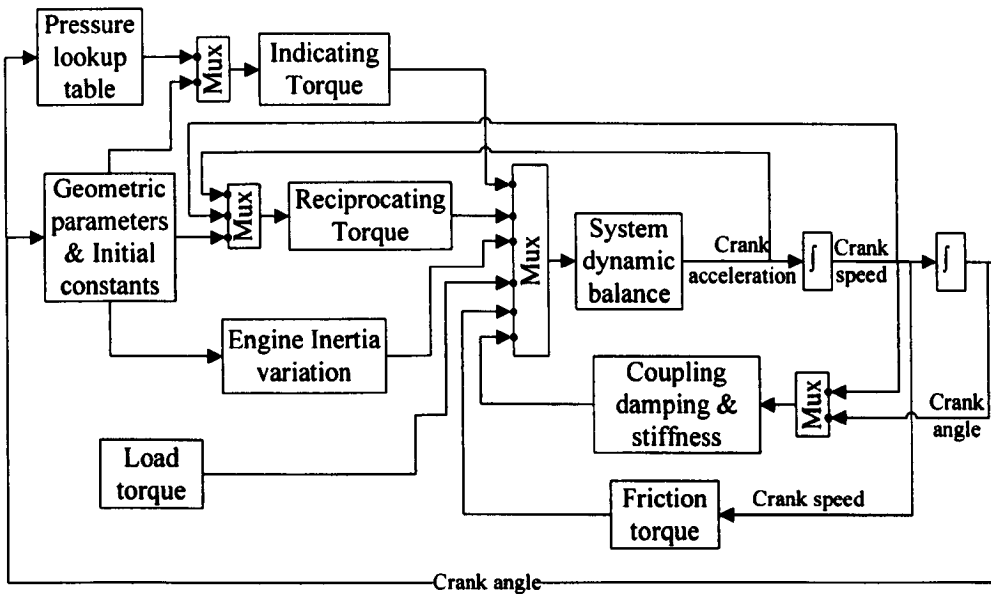 Pressure
lookup
table
Mux
Indicating
Torque
Geometric
parameters
& Initial
constants
Mux
Reciprocating
Torque
Mux
System
dynamic
balance
Crank
acceleration
∫
Crank
speed
∫
Engine Inertia
variation
Coupling
damping &
stiffness
Mux
Crank
angle
Load
torque
Friction
torque
Crank speed
Crank angle